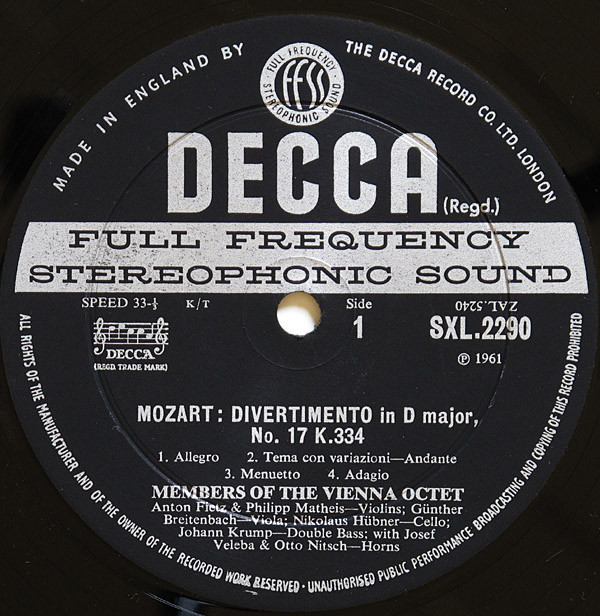 MADE IN ENGLAND BY THE DECCA RECORD CO. LTD. LONDON
FULL FREQUENCY
ffss
STEREOPHONIC SOUND
DECCA (Regd.)
FULL FREQUENCY
STEREOPHONIC SOUND
SPEED 33-⅓ K/T Side ZAL.5240
1 SXL.2290
DECCA
(REGD. TRADE MARK)
℗ 1961
MOZART: DIVERTIMENTO in D major,
No. 17 K.334
1. Allegro 2. Tema con variazioni—Andante
3. Menuetto 4. Adagio
MEMBERS OF THE VIENNA OCTET
Anton Fietz & Philipp Matheis—Violins; Günther
Breitenbach—Viola; Nikolaus Hübner—Cello;
Johann Krump—Double Bass; with Josef
Veleba & Otto Nitsch—Horns
ALL RIGHTS OF THE MANUFACTURER AND OF THE OWNER OF THE RECORDED WORK RESERVED · UNAUTHORISED PUBLIC PERFORMANCE BROADCASTING AND COPYING OF THIS RECORD PROHIBITED